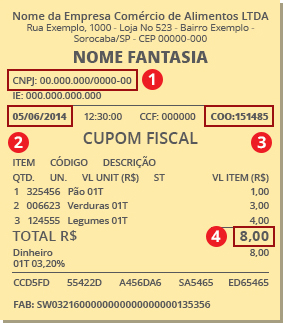 Nome da Empresa Comércio de Alimentos LTDA
Rua Exemplo, 1000 - Loja No 523 - Bairro Exemplo -
Sorocaba/SP - CEP 00000-000
NOME FANTASIA
CNPJ: 00.000.000/0000-00 1
IE: 000.000.000.000
05/06/2014 12:30:00 CCF: 000000 COO:151485
2 CUPOM FISCAL 3
ITEM CÓDIGO DESCRIÇÃO
QTD. UN. VL UNIT (R$) ST VL ITEM (R$)
1 325456 Pão 01T 1,00
2 006623 Verduras 01T 3,00
3 124555 Legumes 01T 4,00
TOTAL R$ 4 8,00
Dinheiro 8,00
01T 03,20%
CCD5FD 55422D A456DA6 SA5465 ED65465
FAB: SW0321600000000000000000135356